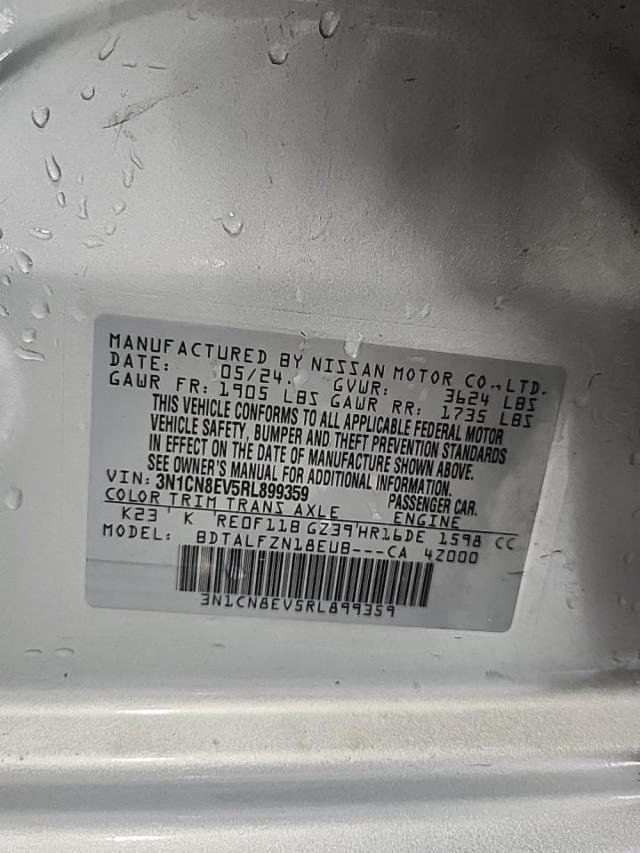 MANUFACTURED BY NISSAN MOTOR CO., LTD.
DATE: 05/24. GVWR: 3624 LBS
GAWR FR: 1905 LBS GAWR RR: 1735 LBS
THIS VEHICLE CONFORMS TO ALL APPLICABLE FEDERAL MOTOR
VEHICLE SAFETY, BUMPER AND THEFT PREVENTION STANDARDS
IN EFFECT ON THE DATE OF MANUFACTURE SHOWN ABOVE.
SEE OWNER'S MANUAL FOR ADDITIONAL INFORMATION.
VIN: 3N1CN8EV5RL899359 PASSENGER CAR.
COLOR TRIM TRANS AXLE ENGINE
K23 ' K RE0F11B GZ39'HR16DE 1598 CC
MODEL: BDTALFZN18EUB---CA 4Z000
3N1CN8EV5RL899359